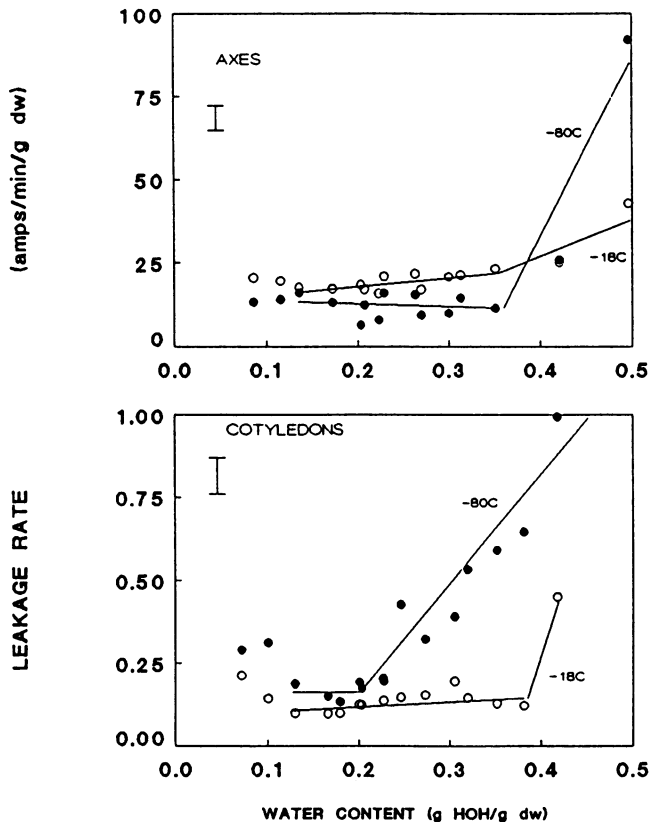 (amps/min/g dw)
100
75
50
25
0
AXES
-80C
-18C
0.0 0.1 0.2 0.3 0.4 0.5
LEAKAGE RATE
1.00
0.75
0.50
0.25
0.00
COTYLEDONS
-80C
-18C
0.0 0.1 0.2 0.3 0.4 0.5
WATER CONTENT (g HOH/g dw)